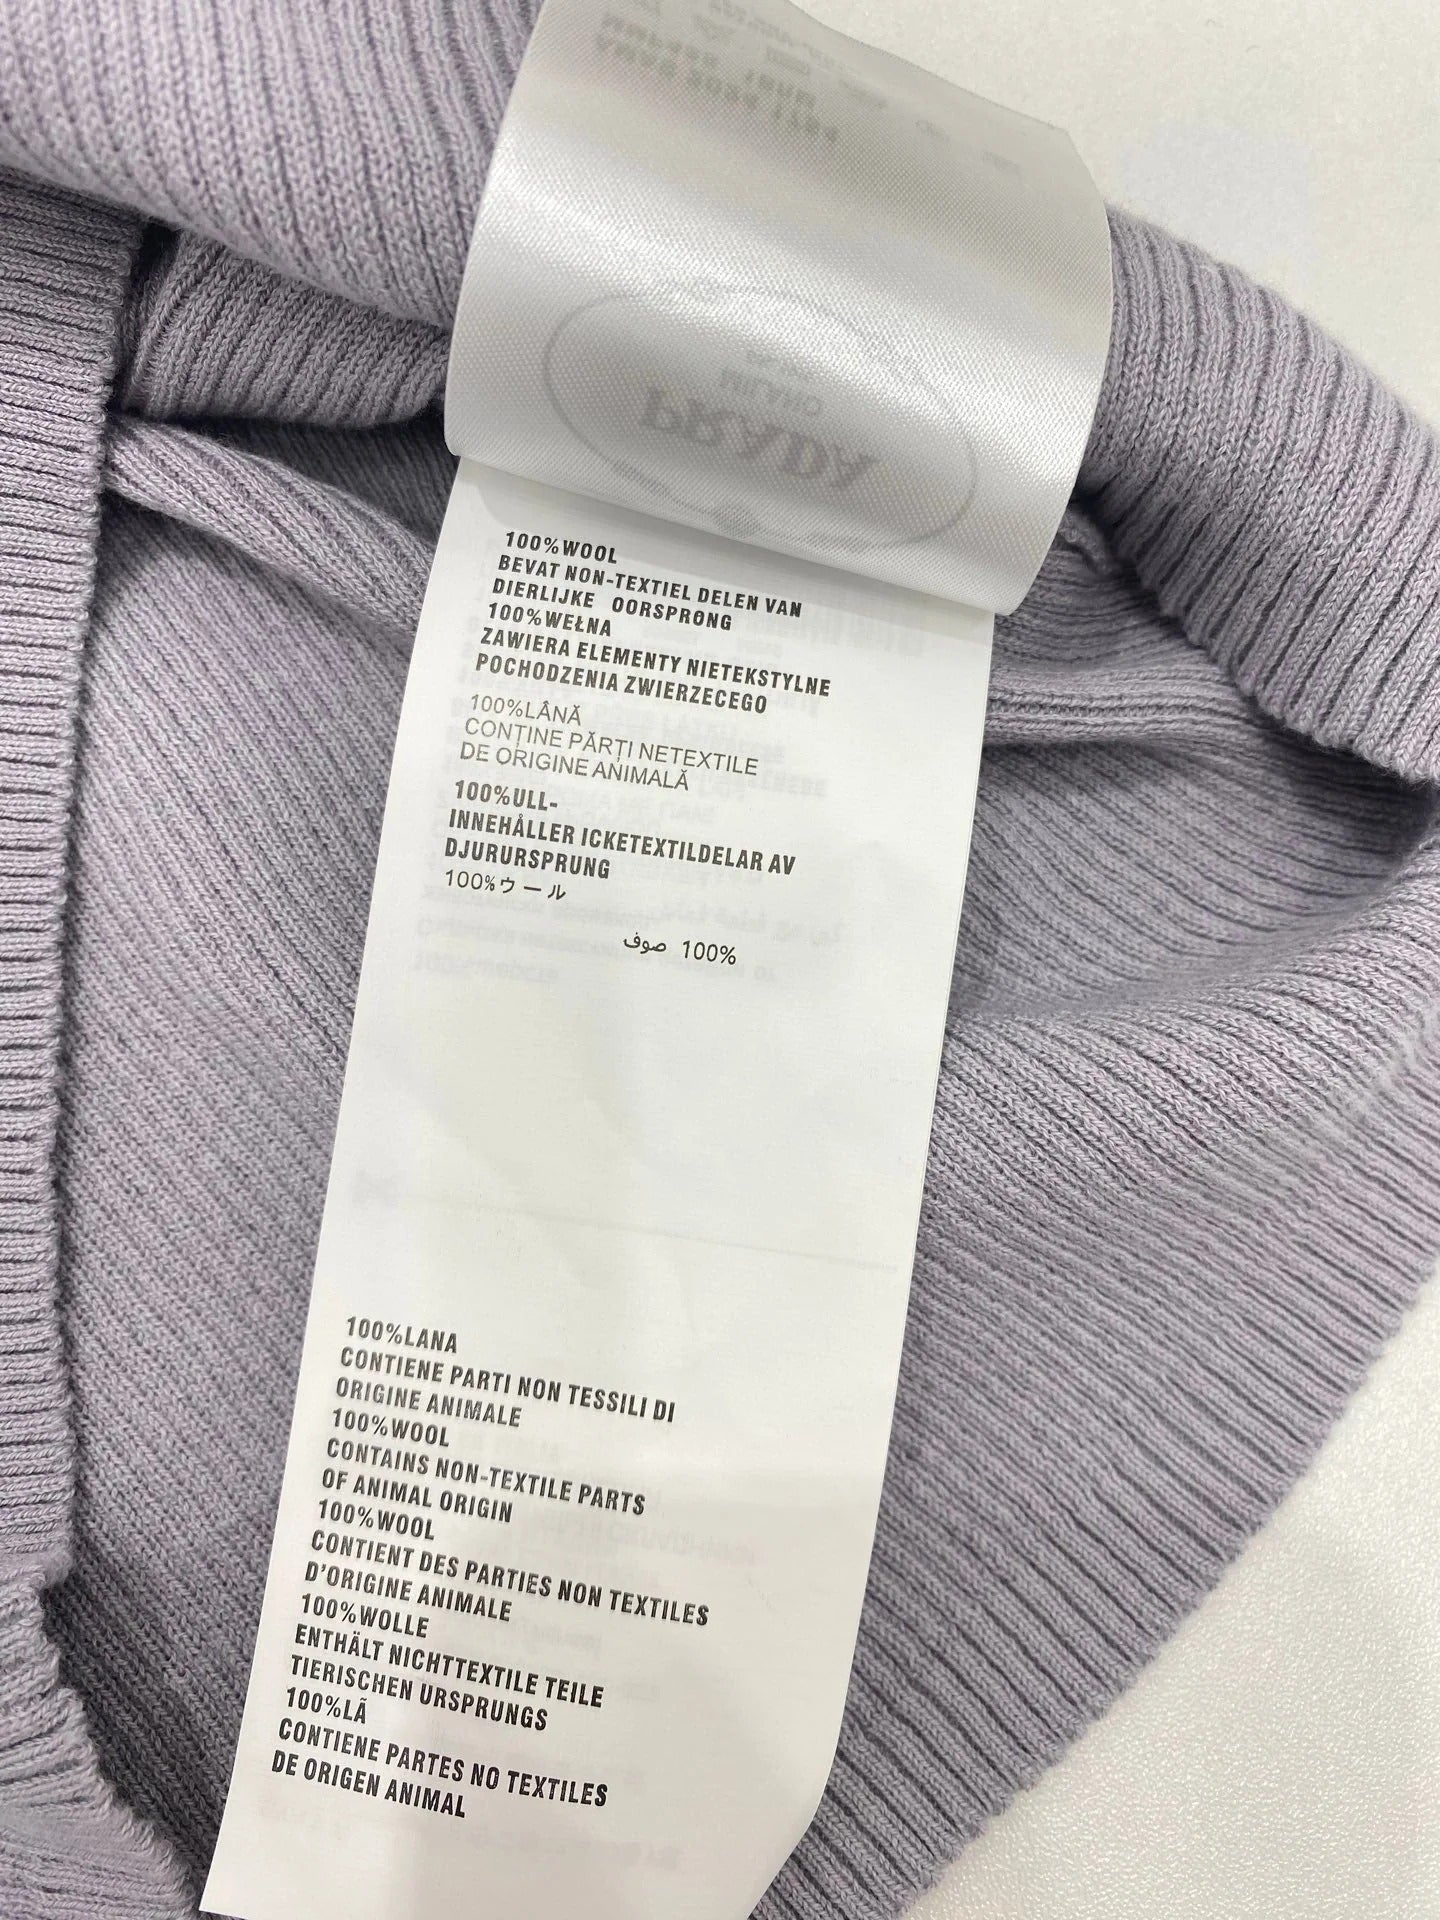 PRADA
MILANO
100%WOOL
BEVAT NON-TEXTIEL DELEN VAN
DIERLIJKE OORSPRONG
100%WEŁNA
ZAWIERA ELEMENTY NIETEKSTYLNE
POCHODZENIA ZWIERZECEGO
100%LÂNĂ
CONȚINE PĂRȚI NETEXTILE
DE ORIGINE ANIMALĂ
100%ULL-
INNEHÅLLER ICKETEXTILDELAR AV
DJURURSPRUNG
100%ウール
100% صوف
100%LANA
CONTIENE PARTI NON TESSILI DI
ORIGINE ANIMALE
100%WOOL
CONTAINS NON-TEXTILE PARTS
OF ANIMAL ORIGIN
100%WOOL
CONTIENT DES PARTIES NON TEXTILES
D'ORIGINE ANIMALE
100%WOLLE
ENTHÄLT NICHTTEXTILE TEILE
TIERISCHEN URSPRUNGS
100%LÃ
CONTIENE PARTES NO TEXTILES
DE ORIGEN ANIMAL